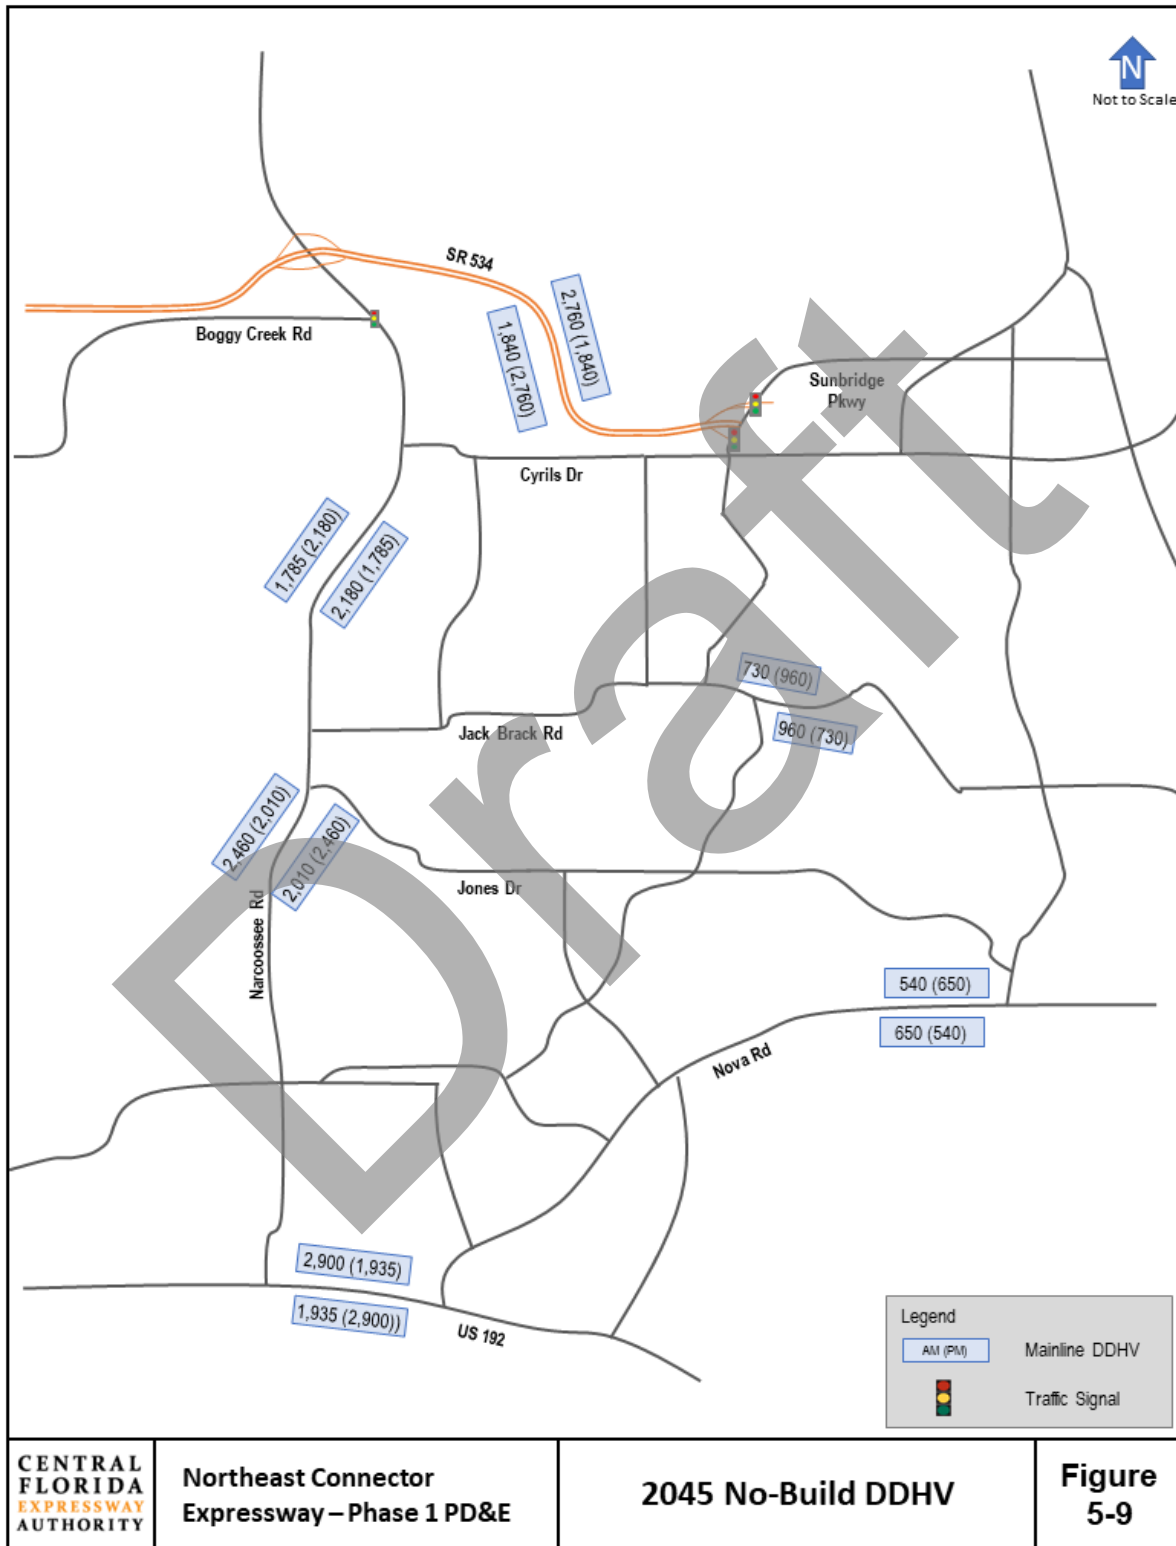 N
Not to Scale
SR 534
2,760 (1,840)
1,840 (2,760)
Boggy Creek Rd
Sunbridge
Pkwy
Cyrils Dr
1,785 (2,180)
2,180 (1,785)
730 (960)
960 (730)
Jack Brack Rd
2,460 (2,010)
2,010 (2,460)
Jones Dr
Narcoossee Rd
540 (650)
650 (540)
Nova Rd
2,900 (1,935)
1,935 (2,900))
US 192
Draft
Legend
AM (PM)
Mainline DDHV
Traffic Signal
CENTRAL
FLORIDA
EXPRESSWAY
AUTHORITY
Northeast Connector
Expressway – Phase 1 PD&E
2045 No-Build DDHV
Figure
5-9